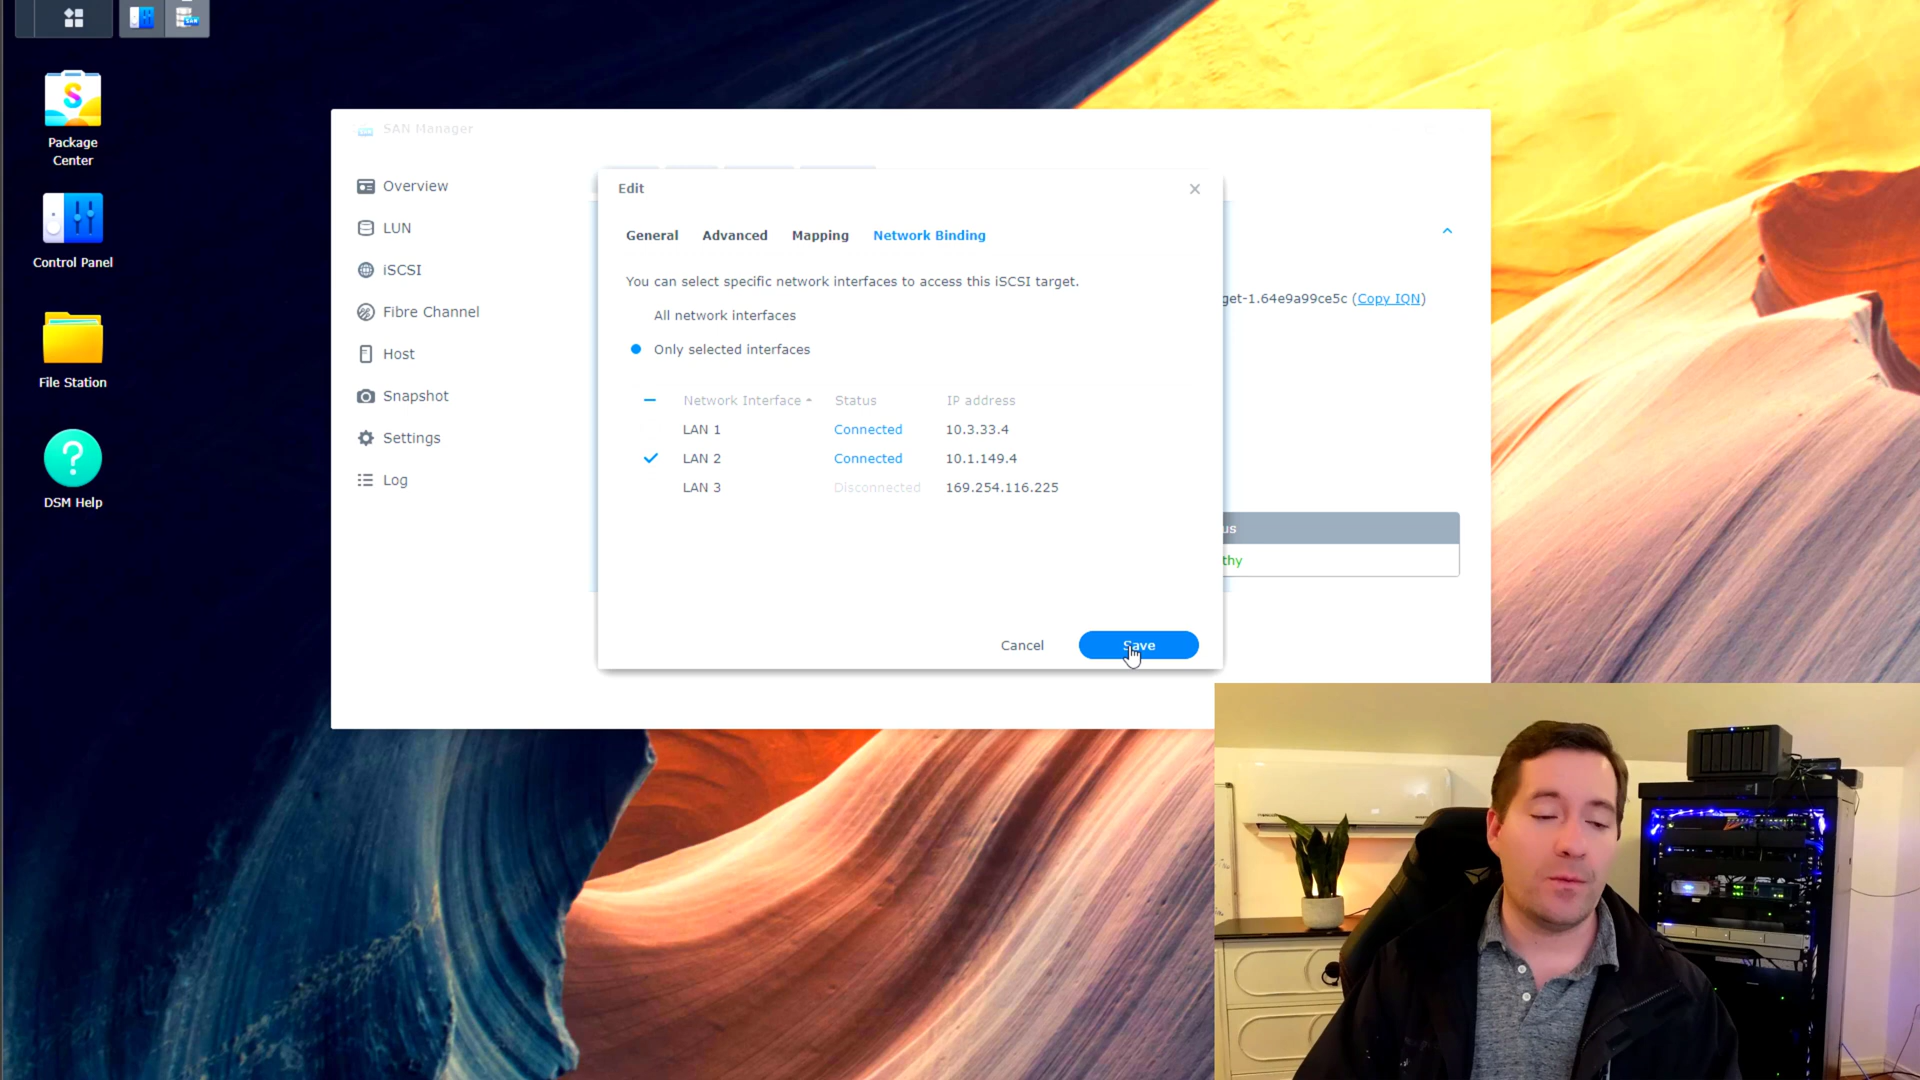 Package
Center
Control Panel
File Station
DSM Help
SAN Manager
Overview
LUN
iSCSI
Fibre Channel
Host
Snapshot
Settings
Log
Edit
General Advanced Mapping Network Binding
You can select specific network interfaces to access this iSCSI target.
All network interfaces
Only selected interfaces
Network Interface Status IP address
LAN 1 Connected 10.3.33.4
LAN 2 Connected 10.1.149.4
LAN 3 Disconnected 169.254.116.225
Cancel Save
get-1.64e9a99ce5c (Copy IQN)
us
thy